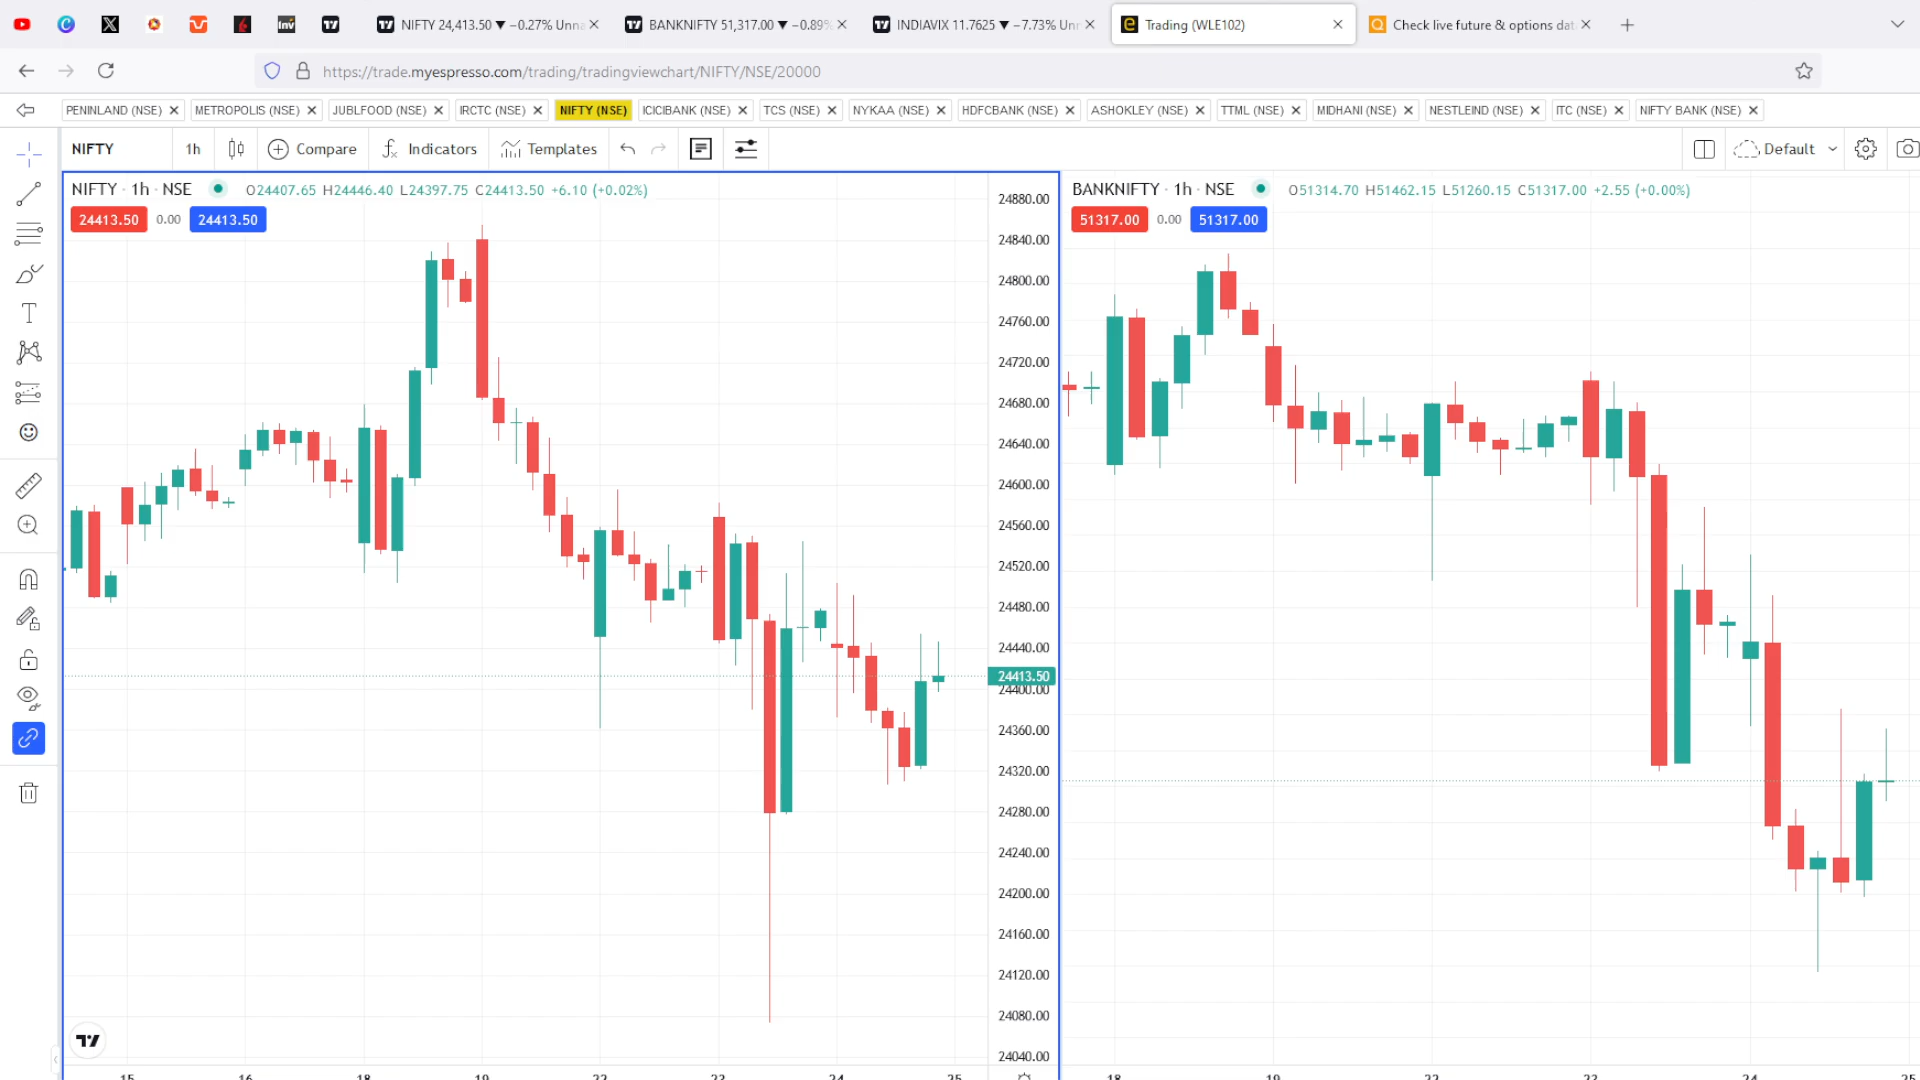 NIFTY 24,413.50 ▼ −0.27% Unna
BANKNIFTY 51,317.00 ▼ −0.89%
INDIAVIX 11.7625 ▼ −7.73% Unr
Trading (WLE102)
Check live future & options dat
https://trade.myespresso.com/trading/tradingviewchart/NIFTY/NSE/20000
PENINLAND (NSE) METROPOLIS (NSE) JUBLFOOD (NSE) IRCTC (NSE) NIFTY (NSE) ICICIBANK (NSE) TCS (NSE) NYKAA (NSE) HDFCBANK (NSE) ASHOKLEY (NSE) TTML (NSE) MIDHANI (NSE) NESTLEIND (NSE) ITC (NSE) NIFTY BANK (NSE)
NIFTY 1h Compare Indicators Templates Default
NIFTY · 1h · NSE O24407.65 H24446.40 L24397.75 C24413.50 +6.10 (+0.02%)
24413.50 0.00 24413.50
24880.00
24840.00
24800.00
24760.00
24720.00
24680.00
24640.00
24600.00
24560.00
24520.00
24480.00
24440.00
24413.50
24400.00
24360.00
24320.00
24280.00
24240.00
24200.00
24160.00
24120.00
24080.00
24040.00
15 16 18 19 22 23 24 25
BANKNIFTY · 1h · NSE O51314.70 H51462.15 L51260.15 C51317.00 +2.55 (+0.00%)
51317.00 0.00 51317.00
18 19 22 23 24 25